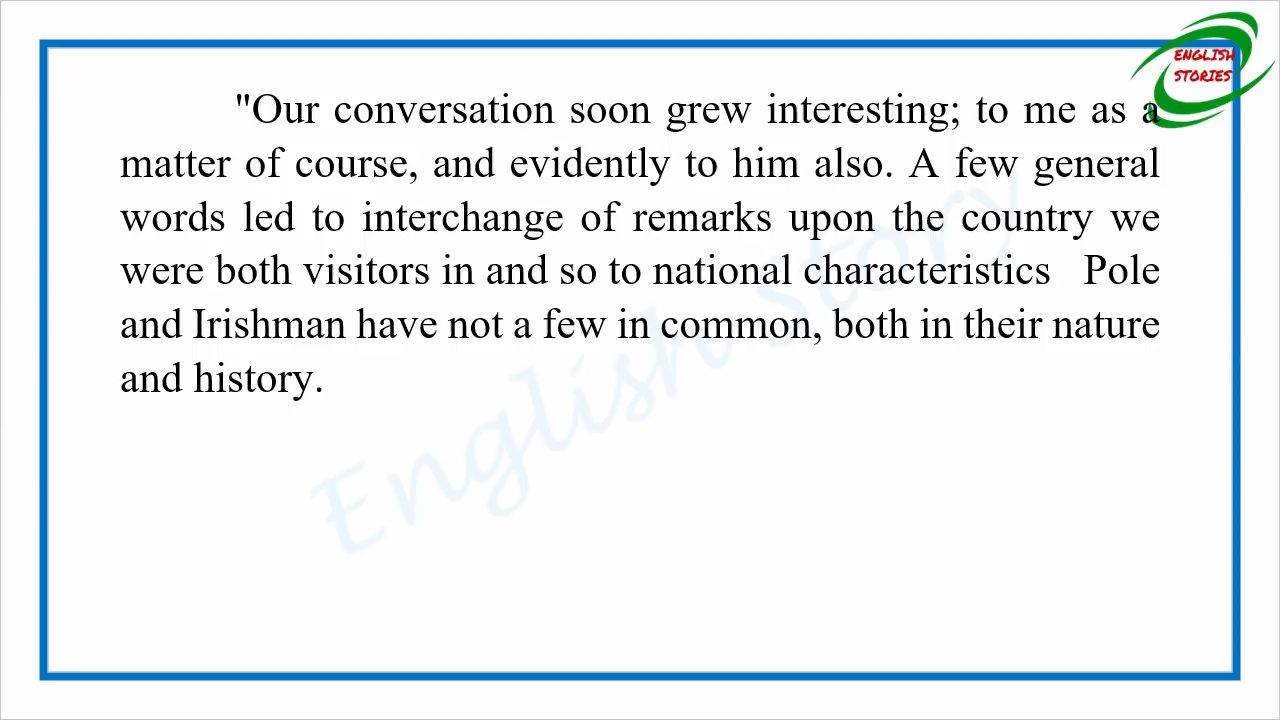 ENGLISH
STORIES
"Our conversation soon grew interesting; to me as a
matter of course, and evidently to him also. A few general
words led to interchange of remarks upon the country we
were both visitors in and so to national characteristics   Pole
and Irishman have not a few in common, both in their nature
and history.
English Story